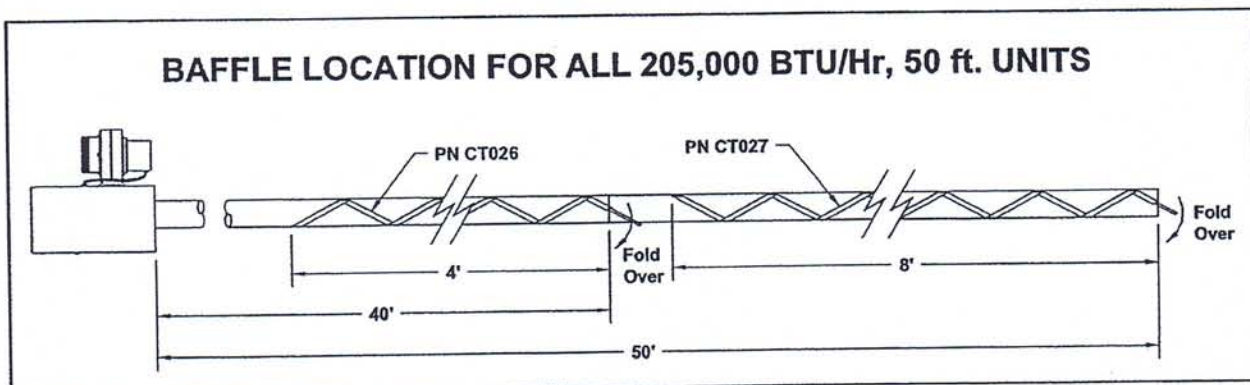 BAFFLE LOCATION FOR ALL 205,000 BTU/Hr, 50 ft. UNITS
PN CT026
PN CT027
Fold
Over
Fold
Over
4'
8'
40'
50'